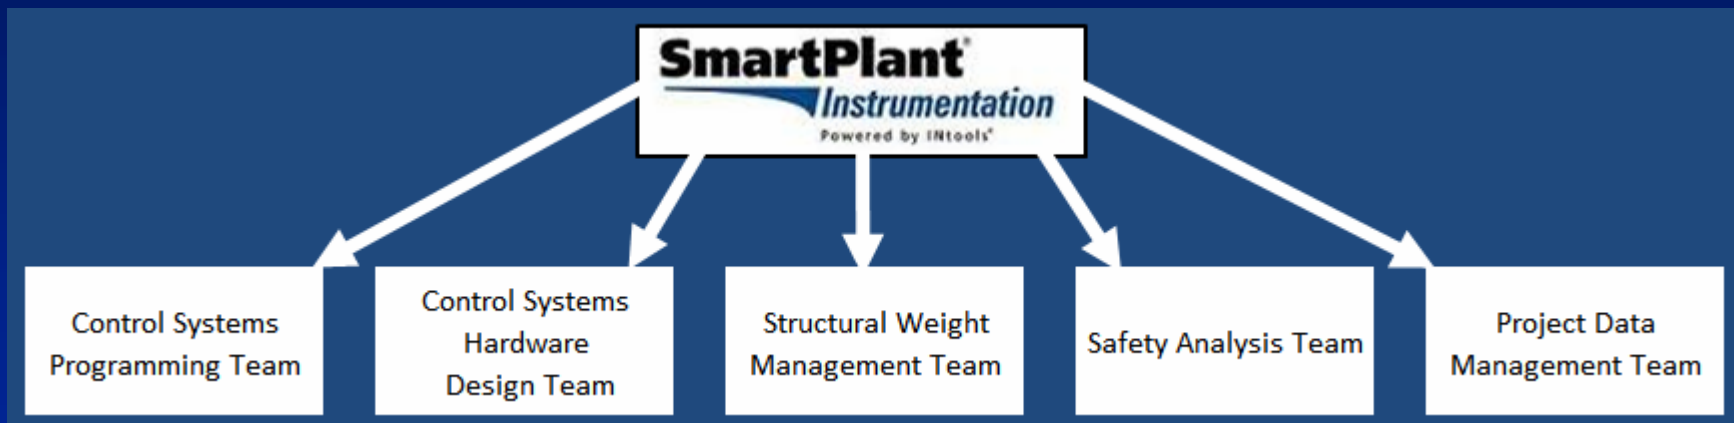 SmartPlant®
Instrumentation
Powered by INtools®
Control Systems
Programming Team
Control Systems
Hardware
Design Team
Structural Weight
Management Team
Safety Analysis Team
Project Data
Management Team